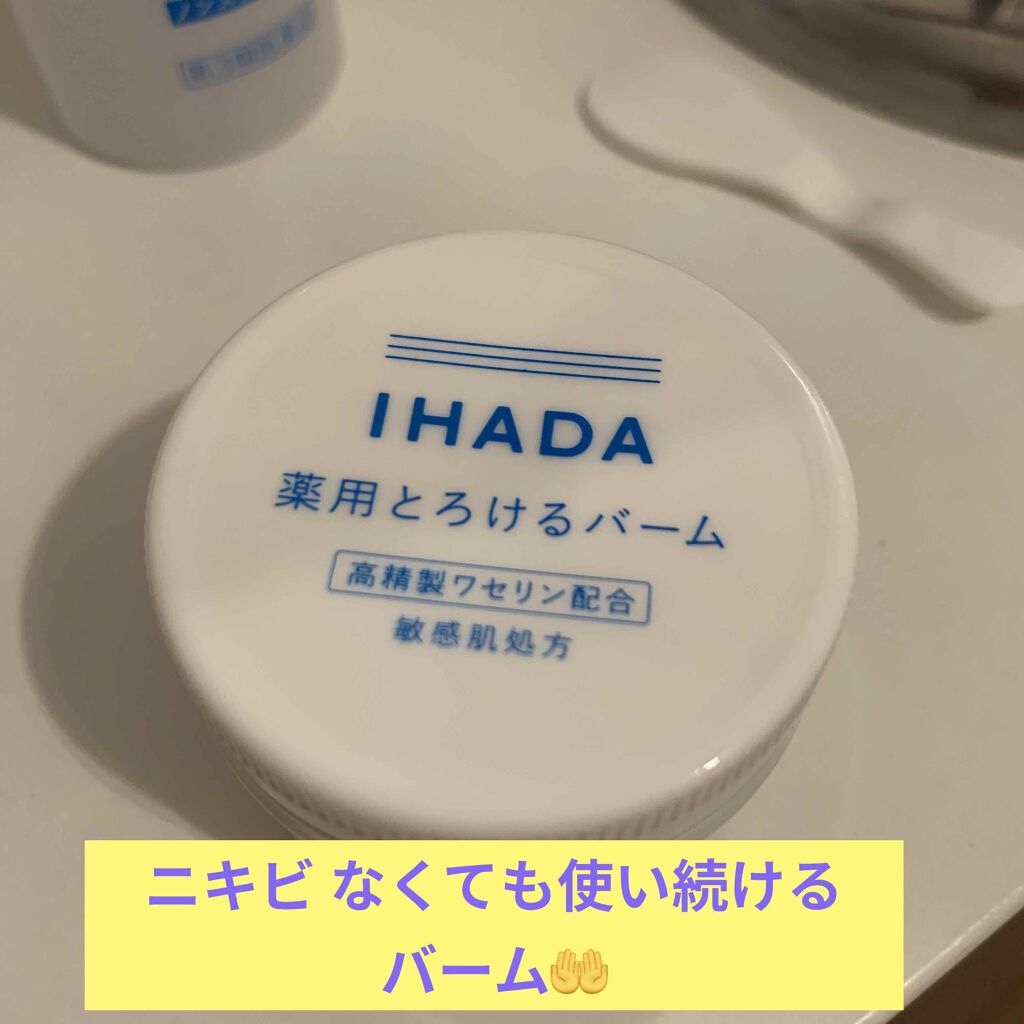 IHADA
薬用とろけるバーム
高精製ワセリン配合
敏感肌処方
ニキビ なくても使い続ける
バーム🤲